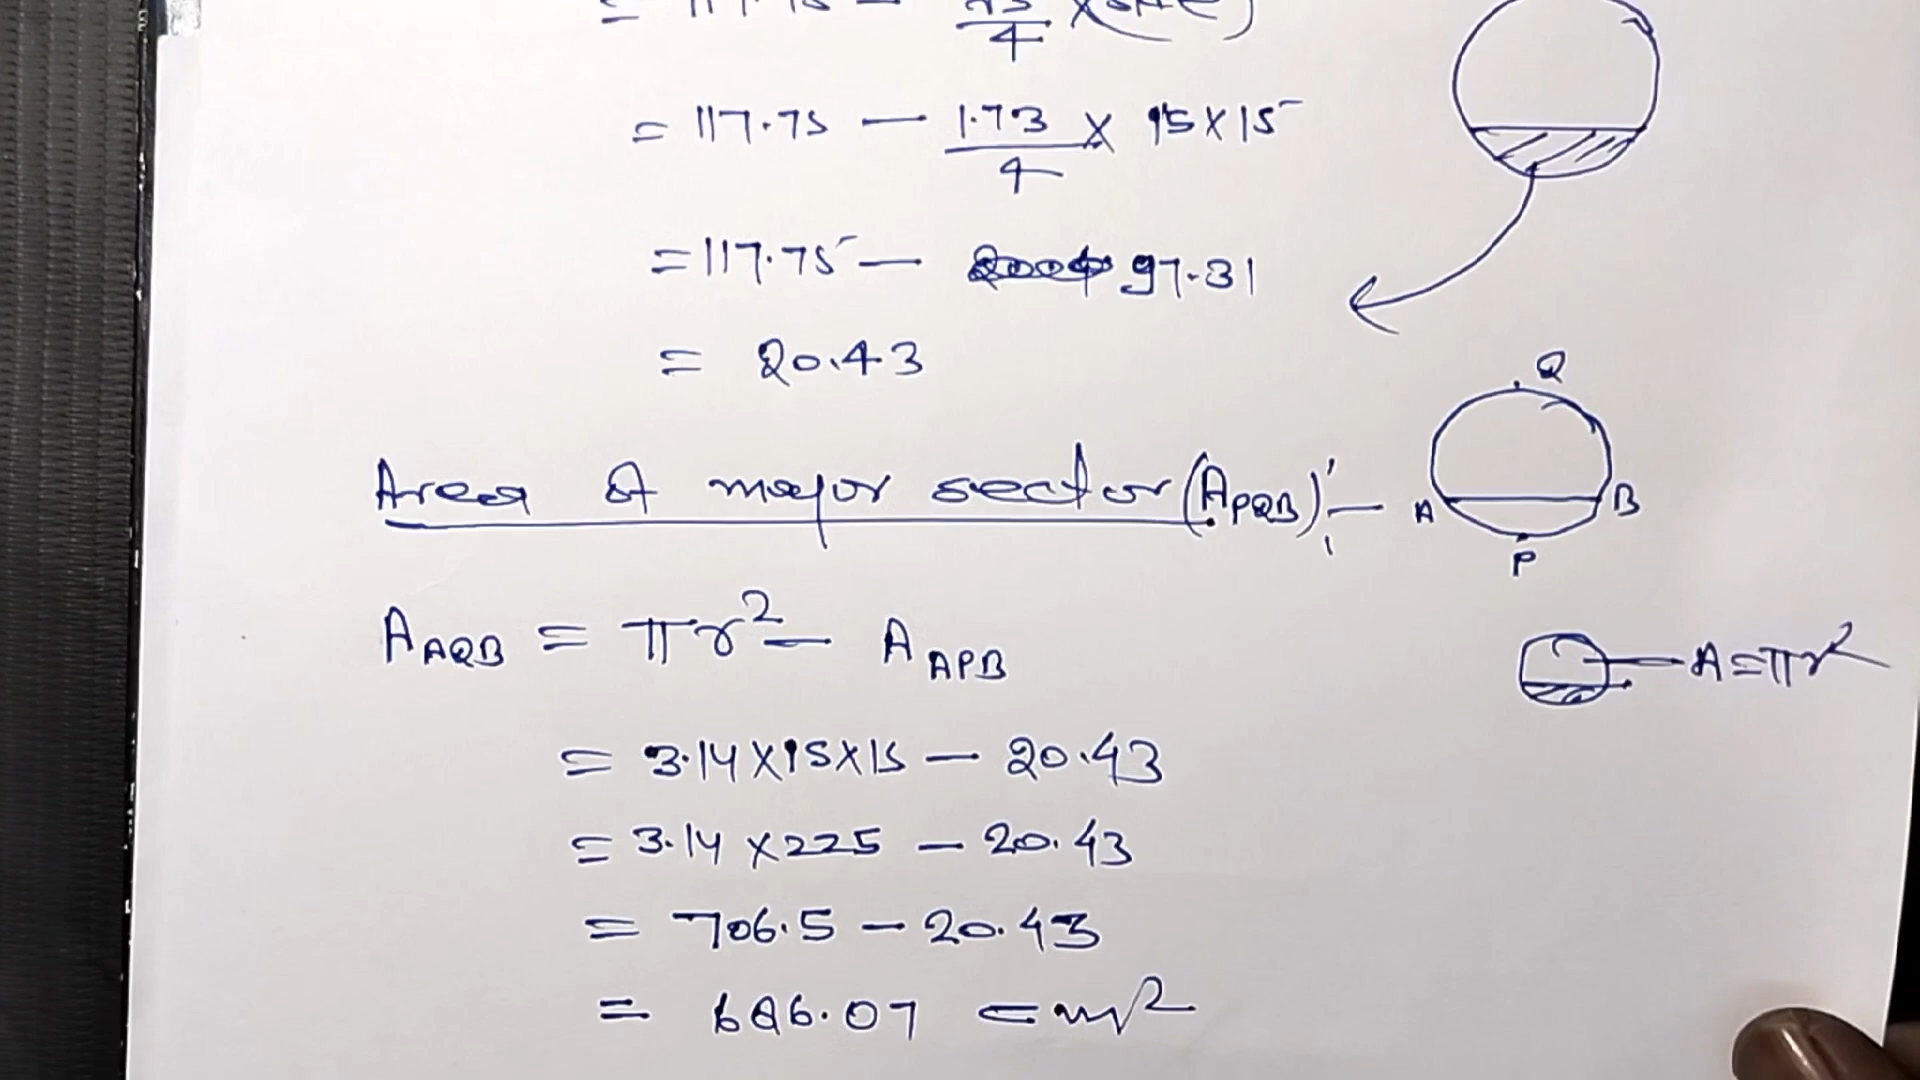 = 117.75 — 1.73/4 × 15×15
= 117.75 — 97.31
= 20.43
Q
Area of major sector (APQB) :— A B
P
A_AQB = πr² — A_APB
A=πr²
= 3.14×15×15 — 20.43
= 3.14 ×225 — 20.43
= 706.5 — 20.43
= 686.07 cm²